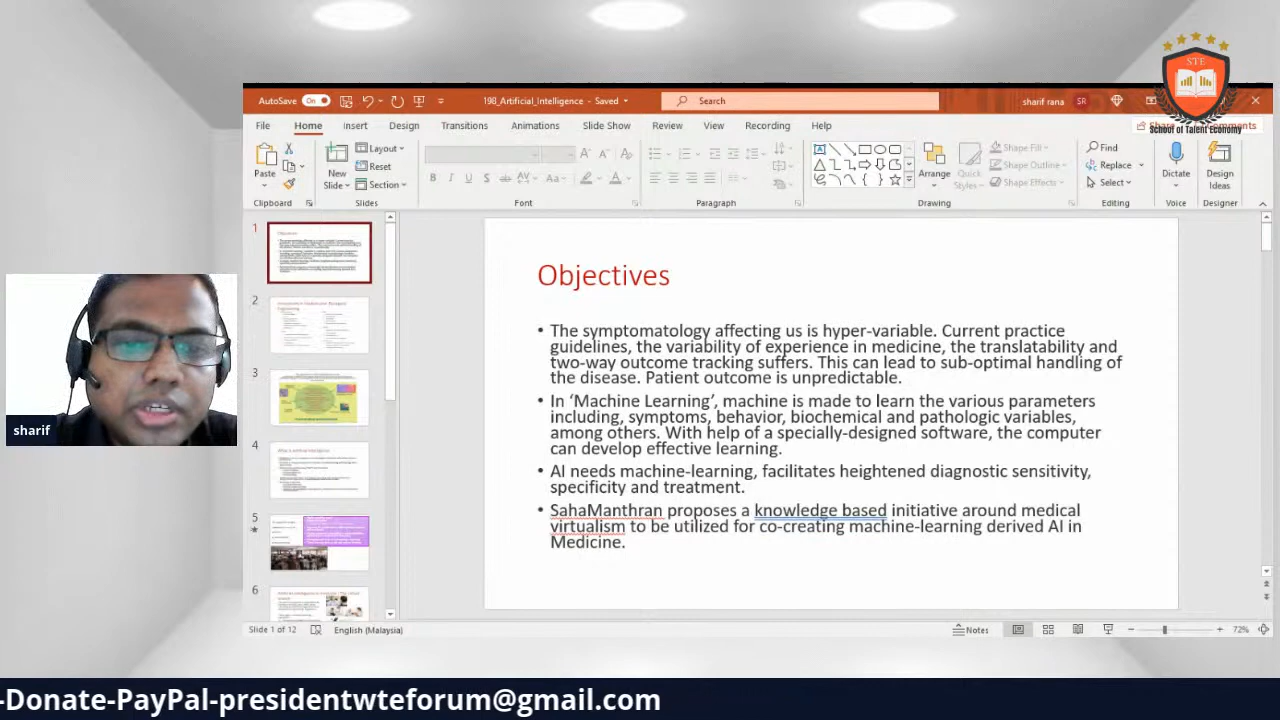 STE
School of Talent Economy
AutoSave On
198_Artificial_Intelligence - Saved
Search
sharif rana SR
File Home Insert Design Transitions Animations Slide Show Review View Recording Help
Comments
Paste
New
Slide
Layout
Reset
Section
Arrange
Quick
Styles
Shape Fill
Shape Outline
Shape Effects
Find
Replace
Select
Dictate
Design
Ideas
Clipboard Slides Font Paragraph Drawing Editing Voice Designer
1
2
3
4
5
6
Objectives
• The symptomatology affecting us is hyper-variable. Current practice
guidelines, the variability of experience in medicine, the translatability and
two-way outcome tracking suffers. This can lead to sub-optimal handling of
the disease. Patient outcome is unpredictable.
• In ‘Machine Learning’, machine is made to learn the various parameters
including, symptoms, behavior, biochemical and pathologic variables,
among others. With help of a specially-designed software, the computer
can develop effective learning.
• AI needs machine-learning, facilitates heightened diagnostic sensitivity,
specificity and treatment.
• SahaManthran proposes a knowledge based initiative around medical
virtualism to be utilized for co-creating machine-learning derived AI in
Medicine.
sharif
Slide 1 of 12 English (Malaysia) Notes 72%
-Donate-PayPal-presidentwteforum@gmail.com